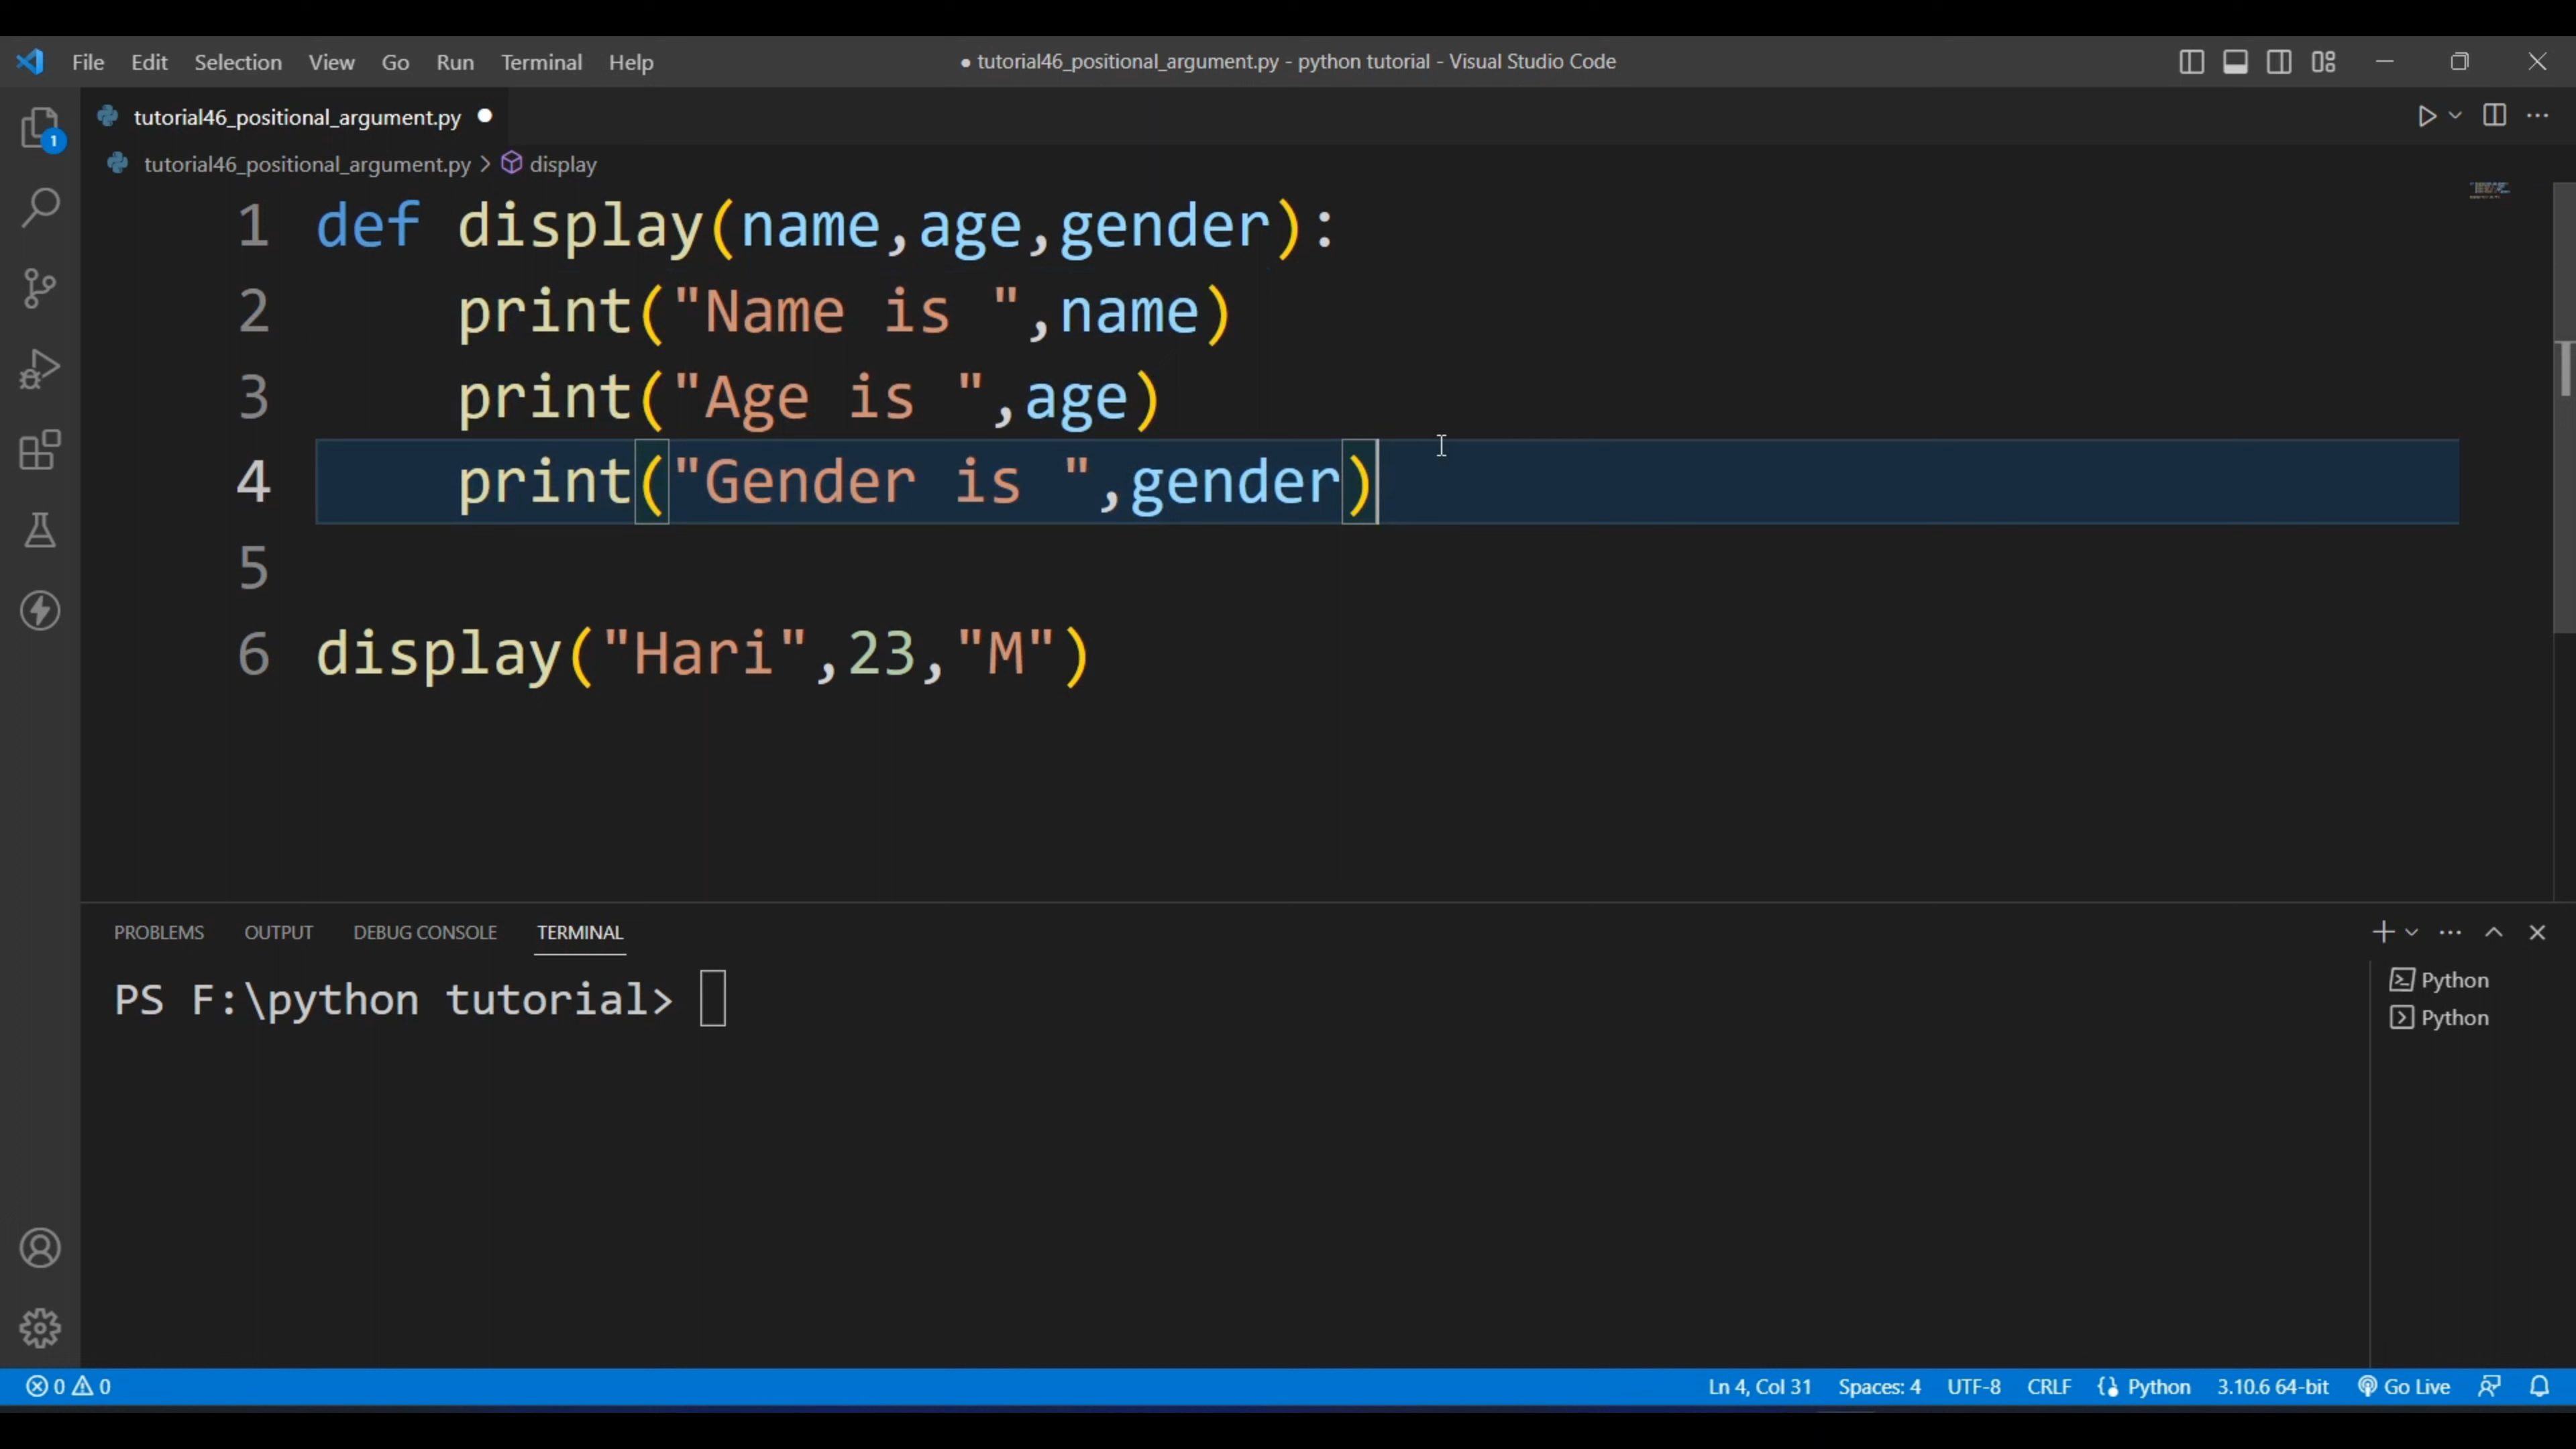 File Edit Selection View Go Run Terminal Help ● tutorial46_positional_argument.py - python tutorial - Visual Studio Code
1 tutorial46_positional_argument.py ●
tutorial46_positional_argument.py > display
1 def display(name,age,gender):
2     print("Name is ",name)
3     print("Age is ",age)
4     print("Gender is ",gender)
5
6 display("Hari",23,"M")
PROBLEMS OUTPUT DEBUG CONSOLE TERMINAL
PS F:\python tutorial>
Python
Python
0 0 Ln 4, Col 31 Spaces: 4 UTF-8 CRLF Python 3.10.6 64-bit Go Live